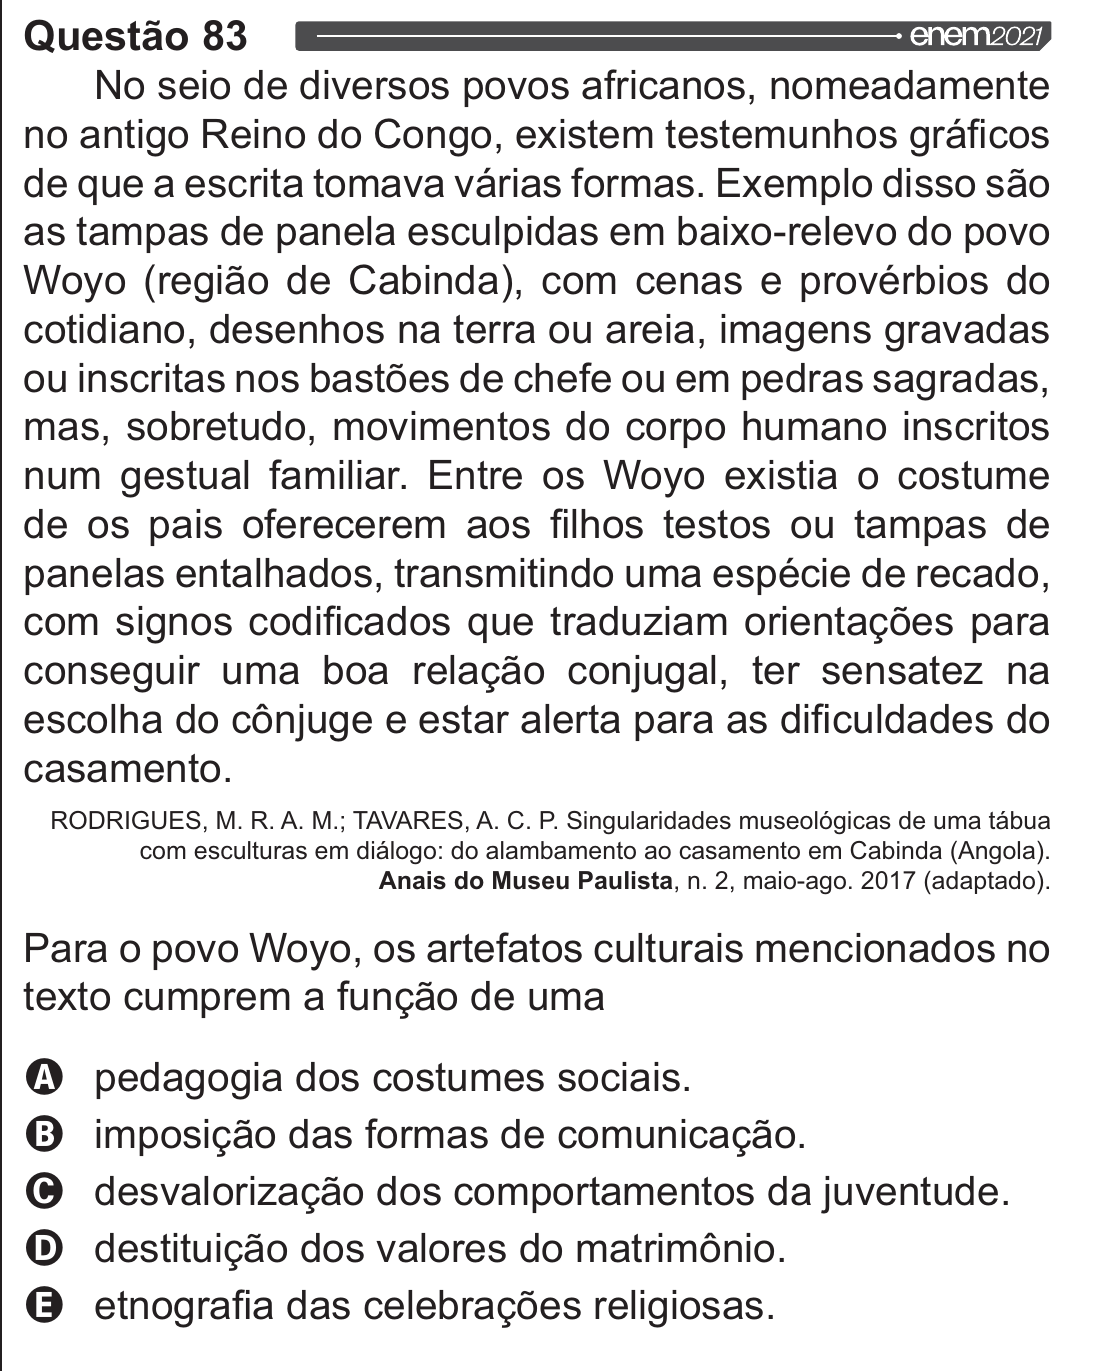 Questão 83
enem2021
No seio de diversos povos africanos, nomeadamente
no antigo Reino do Congo, existem testemunhos gráficos
de que a escrita tomava várias formas. Exemplo disso são
as tampas de panela esculpidas em baixo-relevo do povo
Woyo (região de Cabinda), com cenas e provérbios do
cotidiano, desenhos na terra ou areia, imagens gravadas
ou inscritas nos bastões de chefe ou em pedras sagradas,
mas, sobretudo, movimentos do corpo humano inscritos
num gestual familiar. Entre os Woyo existia o costume
de os pais oferecerem aos filhos testos ou tampas de
panelas entalhados, transmitindo uma espécie de recado,
com signos codificados que traduziam orientações para
conseguir uma boa relação conjugal, ter sensatez na
escolha do cônjuge e estar alerta para as dificuldades do
casamento.
RODRIGUES, M. R. A. M.; TAVARES, A. C. P. Singularidades museológicas de uma tábua
com esculturas em diálogo: do alambamento ao casamento em Cabinda (Angola).
Anais do Museu Paulista, n. 2, maio-ago. 2017 (adaptado).
Para o povo Woyo, os artefatos culturais mencionados no
texto cumprem a função de uma
A pedagogia dos costumes sociais.
B imposição das formas de comunicação.
C desvalorização dos comportamentos da juventude.
D destituição dos valores do matrimônio.
E etnografia das celebrações religiosas.